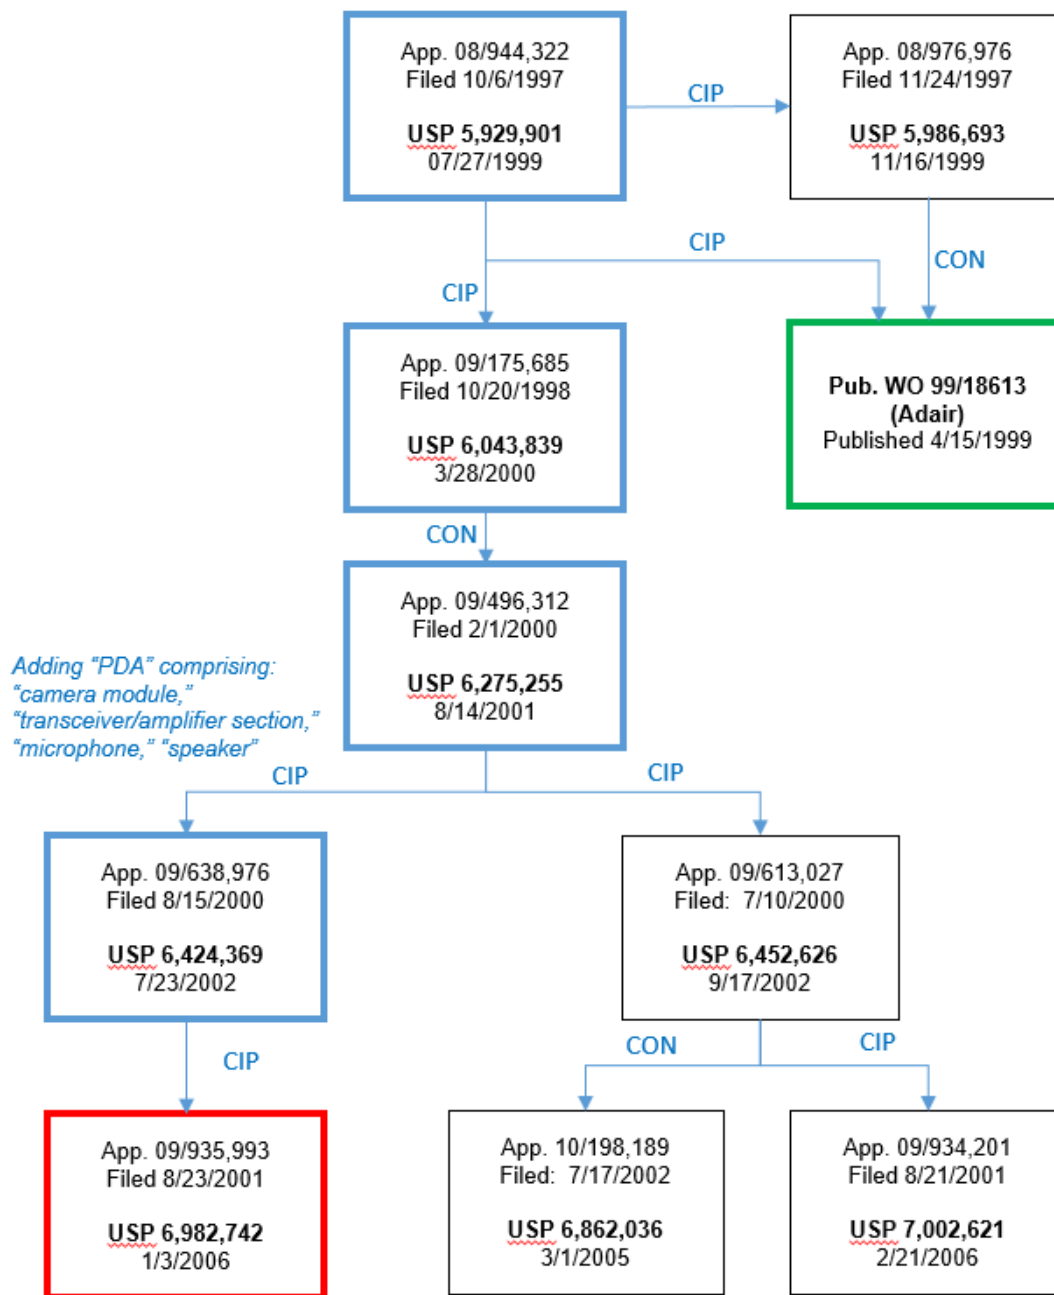 App. 08/944,322
Filed 10/6/1997
USP 5,929,901
07/27/1999
CIP
App. 08/976,976
Filed 11/24/1997
USP 5,986,693
11/16/1999
CIP
CON
CIP
App. 09/175,685
Filed 10/20/1998
USP 6,043,839
3/28/2000
Pub. WO 99/18613
(Adair)
Published 4/15/1999
CON
App. 09/496,312
Filed 2/1/2000
USP 6,275,255
8/14/2001
Adding “PDA” comprising:
“camera module,”
“transceiver/amplifier section,”
“microphone,” “speaker”
CIP
CIP
App. 09/638,976
Filed 8/15/2000
USP 6,424,369
7/23/2002
App. 09/613,027
Filed: 7/10/2000
USP 6,452,626
9/17/2002
CIP
CON
CIP
App. 09/935,993
Filed 8/23/2001
USP 6,982,742
1/3/2006
App. 10/198,189
Filed: 7/17/2002
USP 6,862,036
3/1/2005
App. 09/934,201
Filed 8/21/2001
USP 7,002,621
2/21/2006